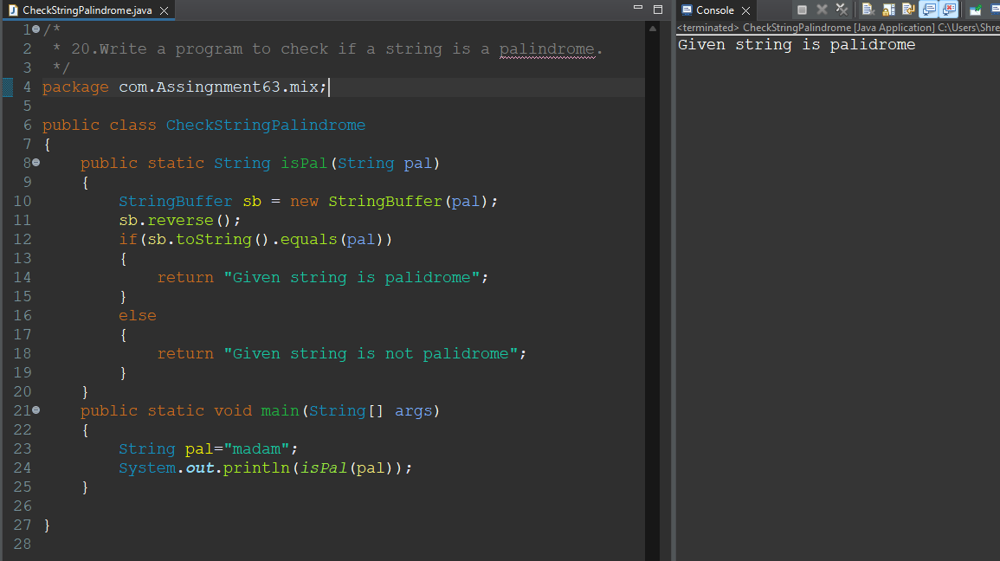 CheckStringPalindrome.java
1 /*
2  * 20.Write a program to check if a string is a palindrome.
3  */
4 package com.Assingnment63.mix;
5
6 public class CheckStringPalindrome
7 {
8     public static String isPal(String pal)
9     {
10         StringBuffer sb = new StringBuffer(pal);
11         sb.reverse();
12         if(sb.toString().equals(pal))
13         {
14             return "Given string is palidrome";
15         }
16         else
17         {
18             return "Given string is not palidrome";
19         }
20     }
21     public static void main(String[] args)
22     {
23         String pal="madam";
24         System.out.println(isPal(pal));
25     }
26
27 }
28
Console
<terminated> CheckStringPalindrome [Java Application] C:\Users\Shre
Given string is palidrome